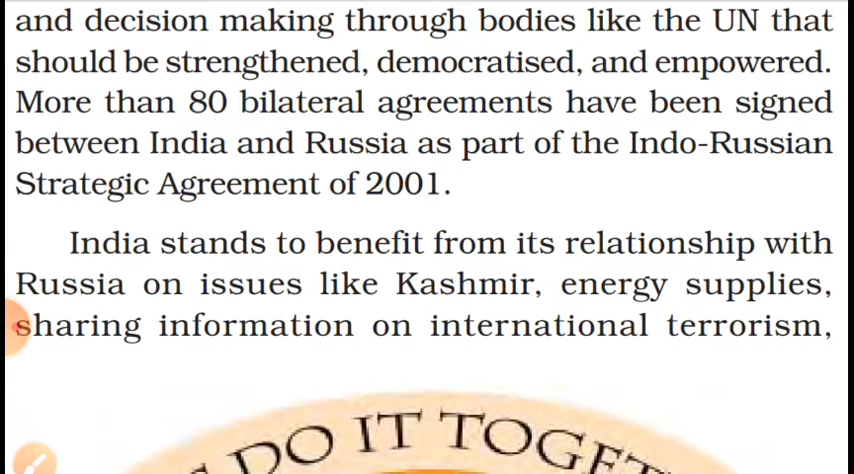 and decision making through bodies like the UN that
should be strengthened, democratised, and empowered.
More than 80 bilateral agreements have been signed
between India and Russia as part of the Indo-Russian
Strategic Agreement of 2001.
India stands to benefit from its relationship with
Russia on issues like Kashmir, energy supplies,
sharing information on international terrorism,
DO IT TOGET